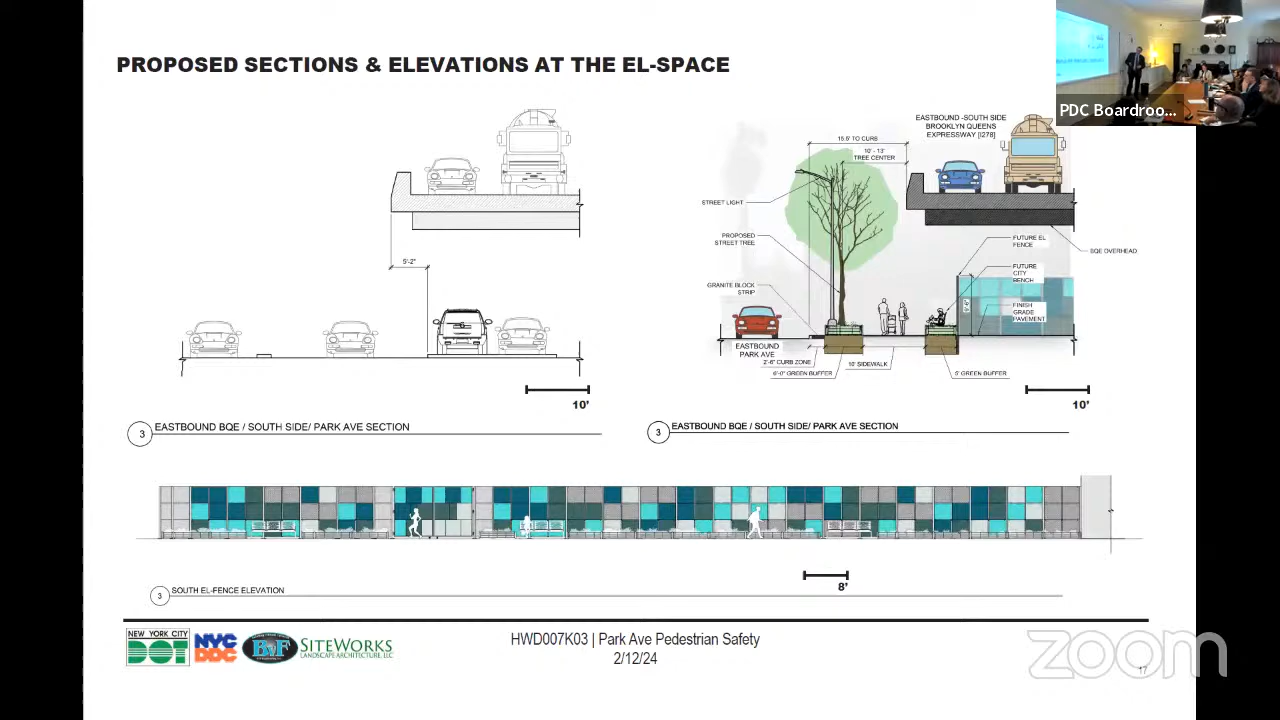 PROPOSED SECTIONS & ELEVATIONS AT THE EL-SPACE
PDC Boardroo...
5'-2"
10'
3
EASTBOUND BQE / SOUTH SIDE/ PARK AVE SECTION
EASTBOUND -SOUTH SIDE
BROOKLYN QUEENS
EXPRESSWAY [I278]
15.6' TO CURB
10' - 13'
TREE CENTER
STREET LIGHT
PROPOSED
STREET TREE
GRANITE BLOCK
STRIP
FUTURE EL
FENCE
BQE OVERHEAD
FUTURE
CITY
BENCH
FINISH
GRADE
PAVEMENT
EASTBOUND
PARK AVE
2'-6" CURB ZONE
10' SIDEWALK
6'-0" GREEN BUFFER
5' GREEN BUFFER
10'
3
EASTBOUND BQE / SOUTH SIDE/ PARK AVE SECTION
8'
3
SOUTH EL-FENCE ELEVATION
NEW YORK CITY
DOT
NYC
DDC
B&F
SITEWORKS
LANDSCAPE ARCHITECTURE, LLC
HWD007K03 | Park Ave Pedestrian Safety
2/12/24
zoom
17